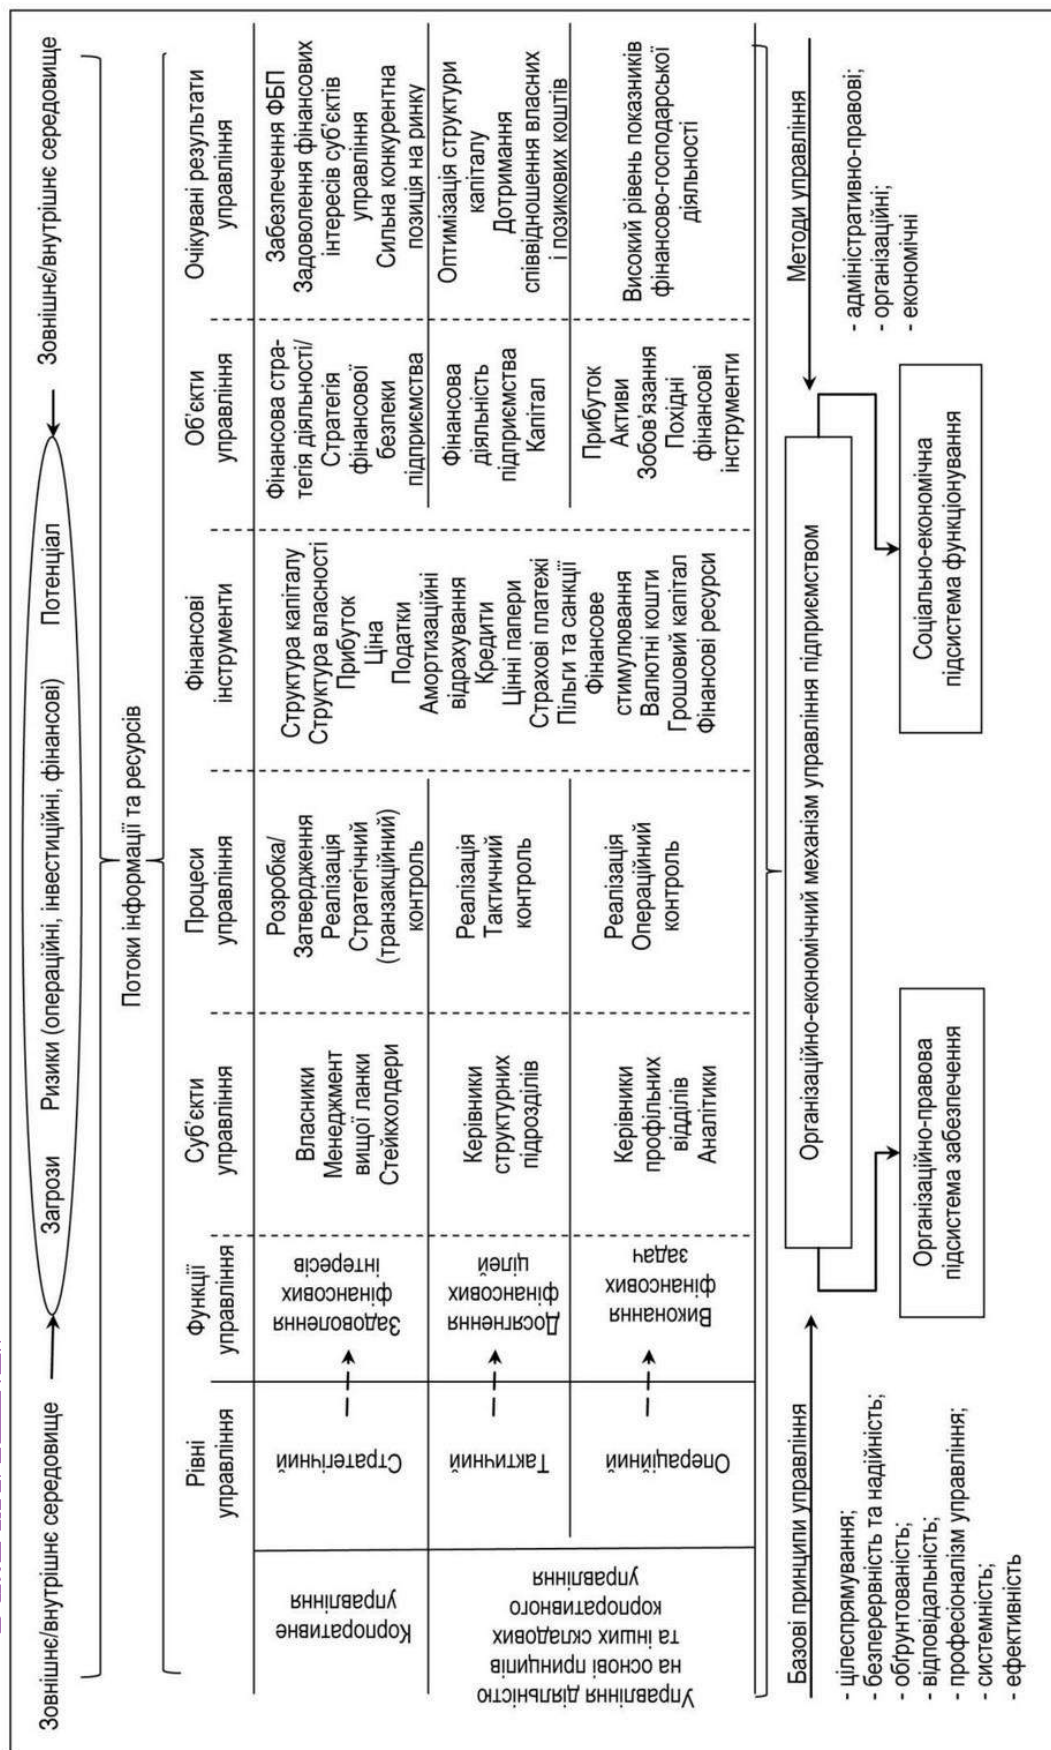 Зовнішнє/внутрішнє середовище
Загрози
Ризики (операційні, інвестиційні, фінансові)
Потенціал
Зовнішнє/внутрішнє середовище
Потоки інформації та ресурсів
Рівні
управління
Функції
управління
Суб’єкти
управління
Процеси
управління
Фінансові
інструменти
Об’єкти
управління
Очікувані результати
управління
Корпоративне
управління
Стратегічний
Задоволення
фінансових
інтересів
Власники
Менеджмент
вищої ланки
Стейкхолдери
Розробка/
Затвердження
Реалізація
Стратегічний
(транзакційний)
контроль
Структура капіталу
Структура власності
Прибуток
Ціна
Податки
Амортизаційні
відрахування
Кредити
Цінні папери
Страхові платежі
Пільги та санкції
Фінансове
стимулювання
Валютні кошти
Грошовий капітал
Фінансові ресурси
Фінансова стра-
тегія діяльності/
Стратегія
фінансової
безпеки
підприємства
Забезпечення ФБП
Задоволення фінансових
інтересів суб’єктів
управління
Сильна конкурентна
позиція на ринку
Управління діяльністю
на основі принципів
та інших складових
корпоративного
управління
Тактичний
Досягнення
фінансових
цілей
Керівники
структурних
підрозділів
Реалізація
Тактичний
контроль
Фінансова
діяльність
підприємства
Капітал
Оптимізація структури
капіталу
Дотримання
співвідношення власних
і позикових коштів
Операційний
Виконання
фінансових
задач
Керівники
профільних
відділів
Аналітики
Реалізація
Операційний
контроль
Прибуток
Активи
Зобов’язання
Похідні
фінансові
інструменти
Високий рівень показників
фінансово-господарської
діяльності
Базові принципи управління
- цілеспрямування;
- безперервність та надійність;
- обґрунтованість;
- відповідальність;
- професіоналізм управління;
- системність;
- ефективність
Організаційно-економічний механізм управління підприємством
Методи управління
- адміністративно-правові;
- організаційні;
- економічні
Організаційно-правова
підсистема забезпечення
Соціально-економічна
підсистема функціонування